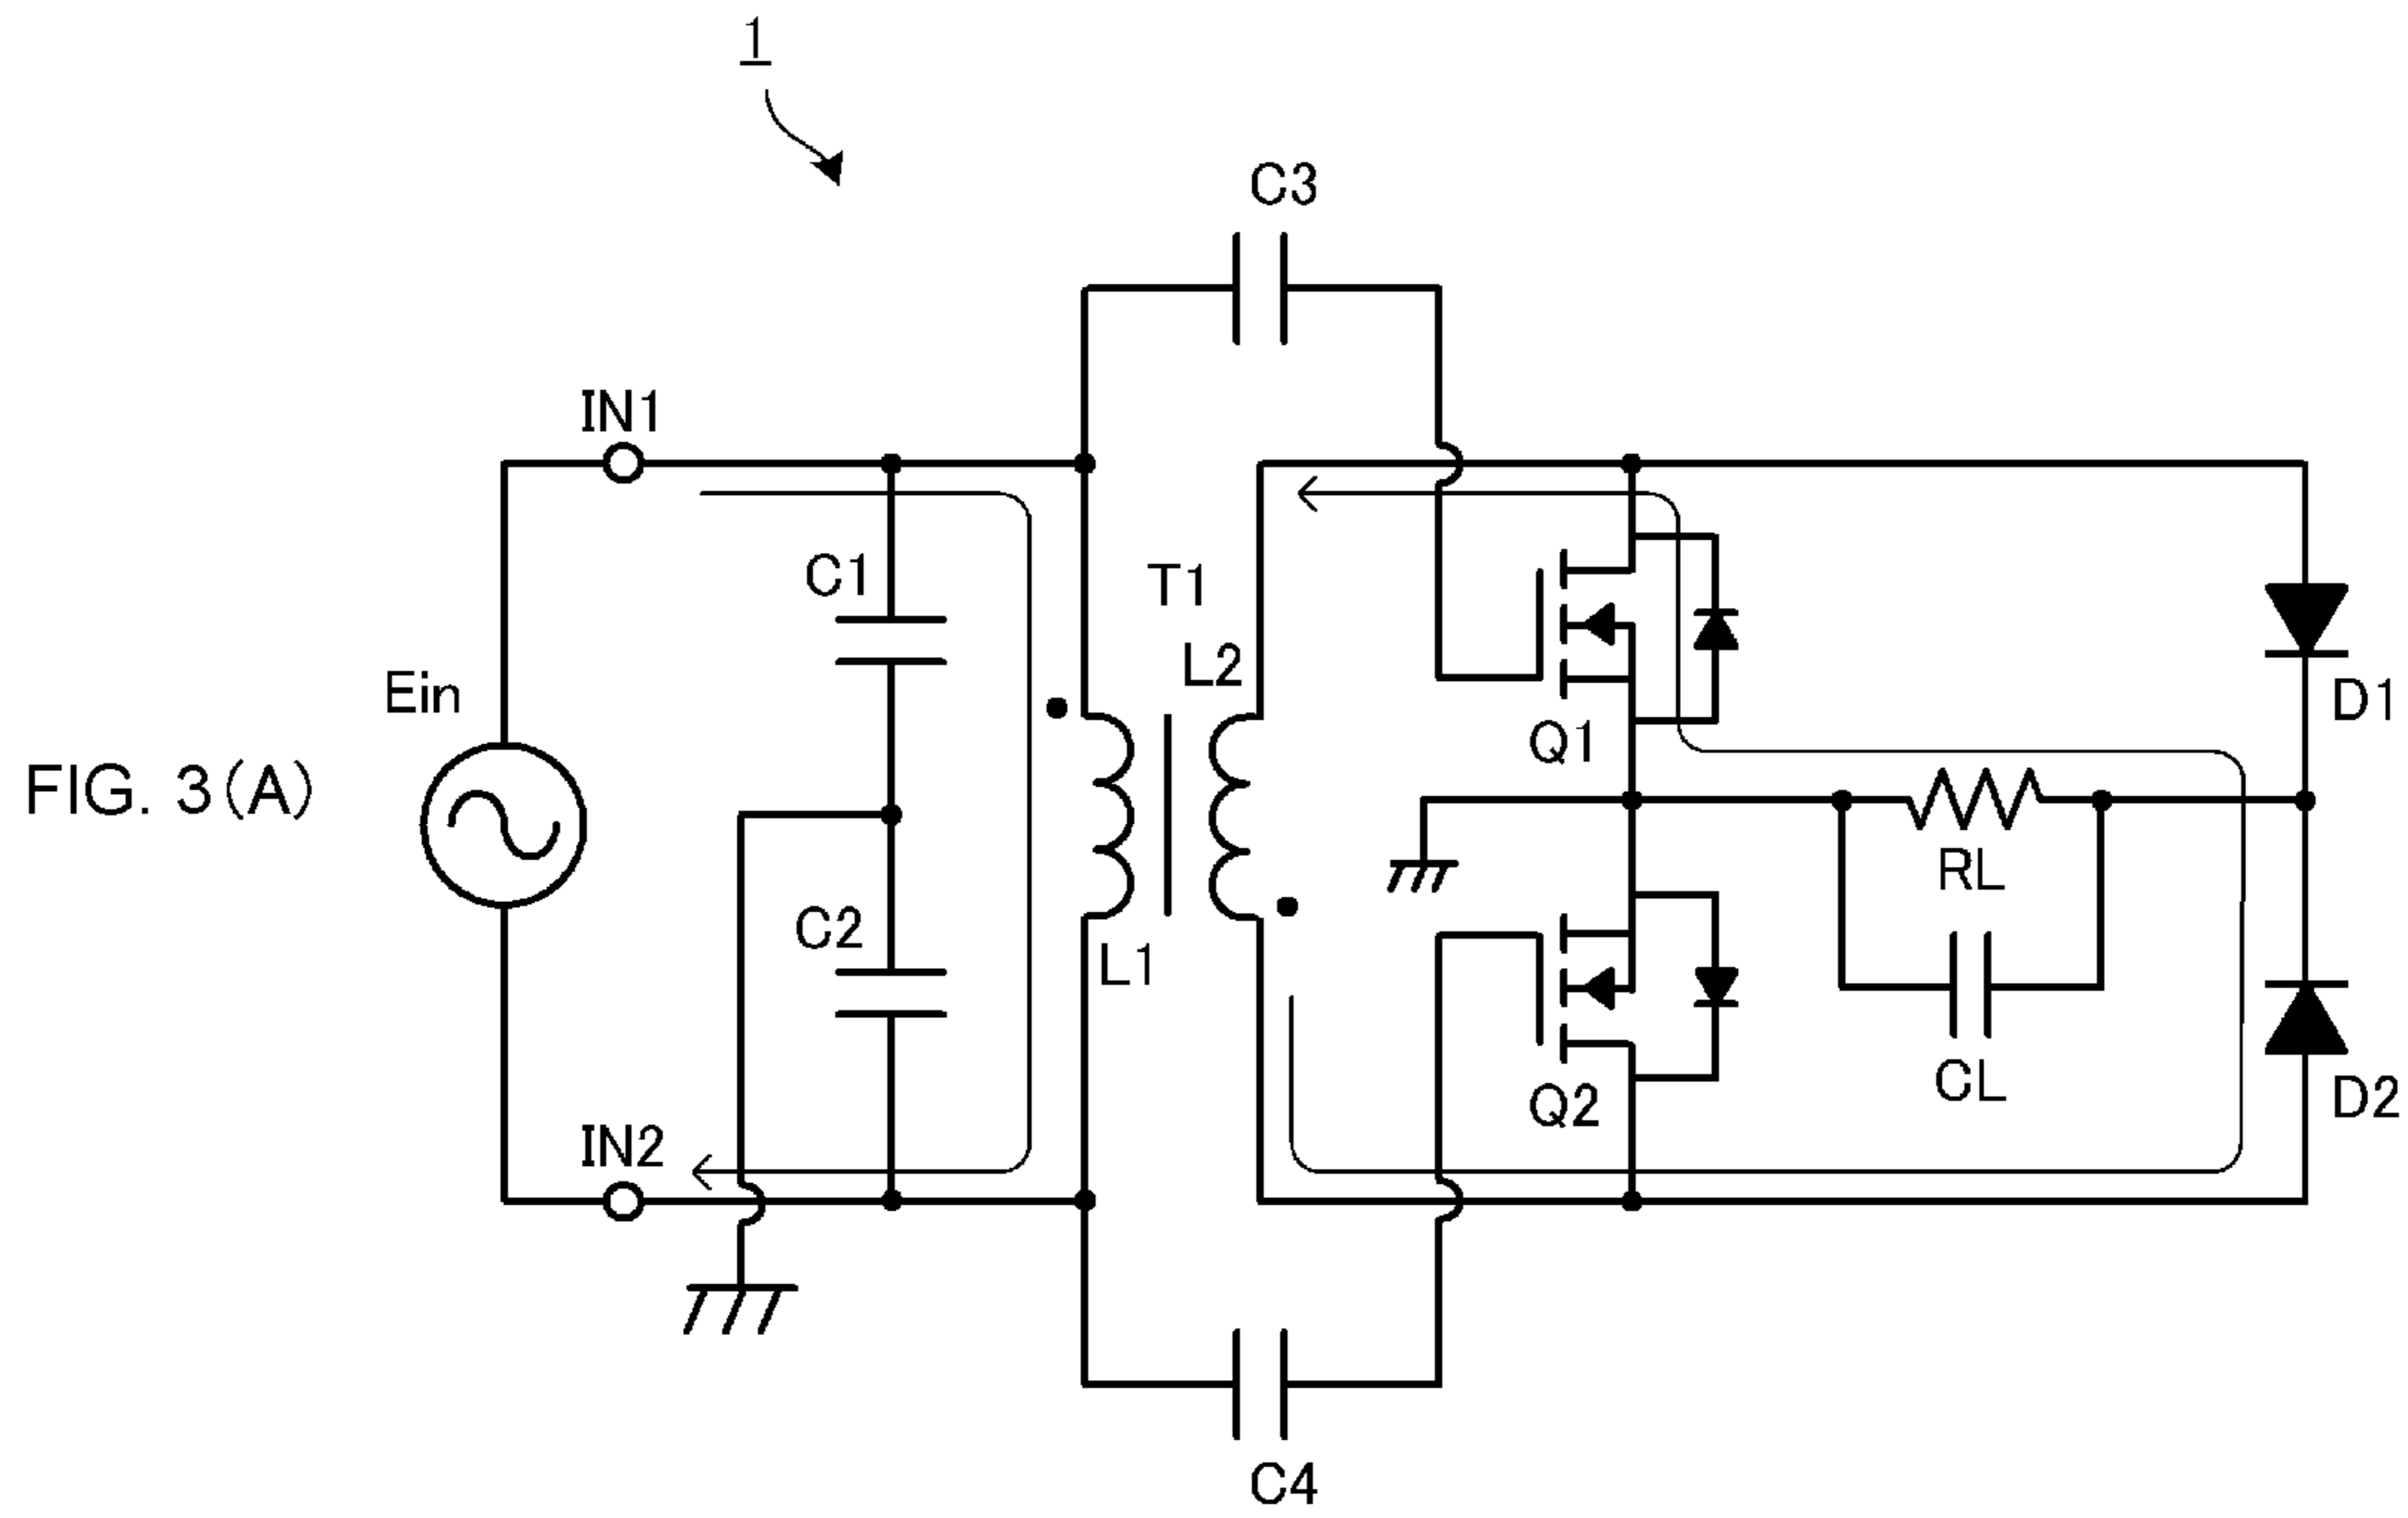 1
C3
IN1
C1
T1
L2
Ein
D1
Q1
FIG. 3(A)
RL
C2
L1
CL
Q2
D2
IN2
C4